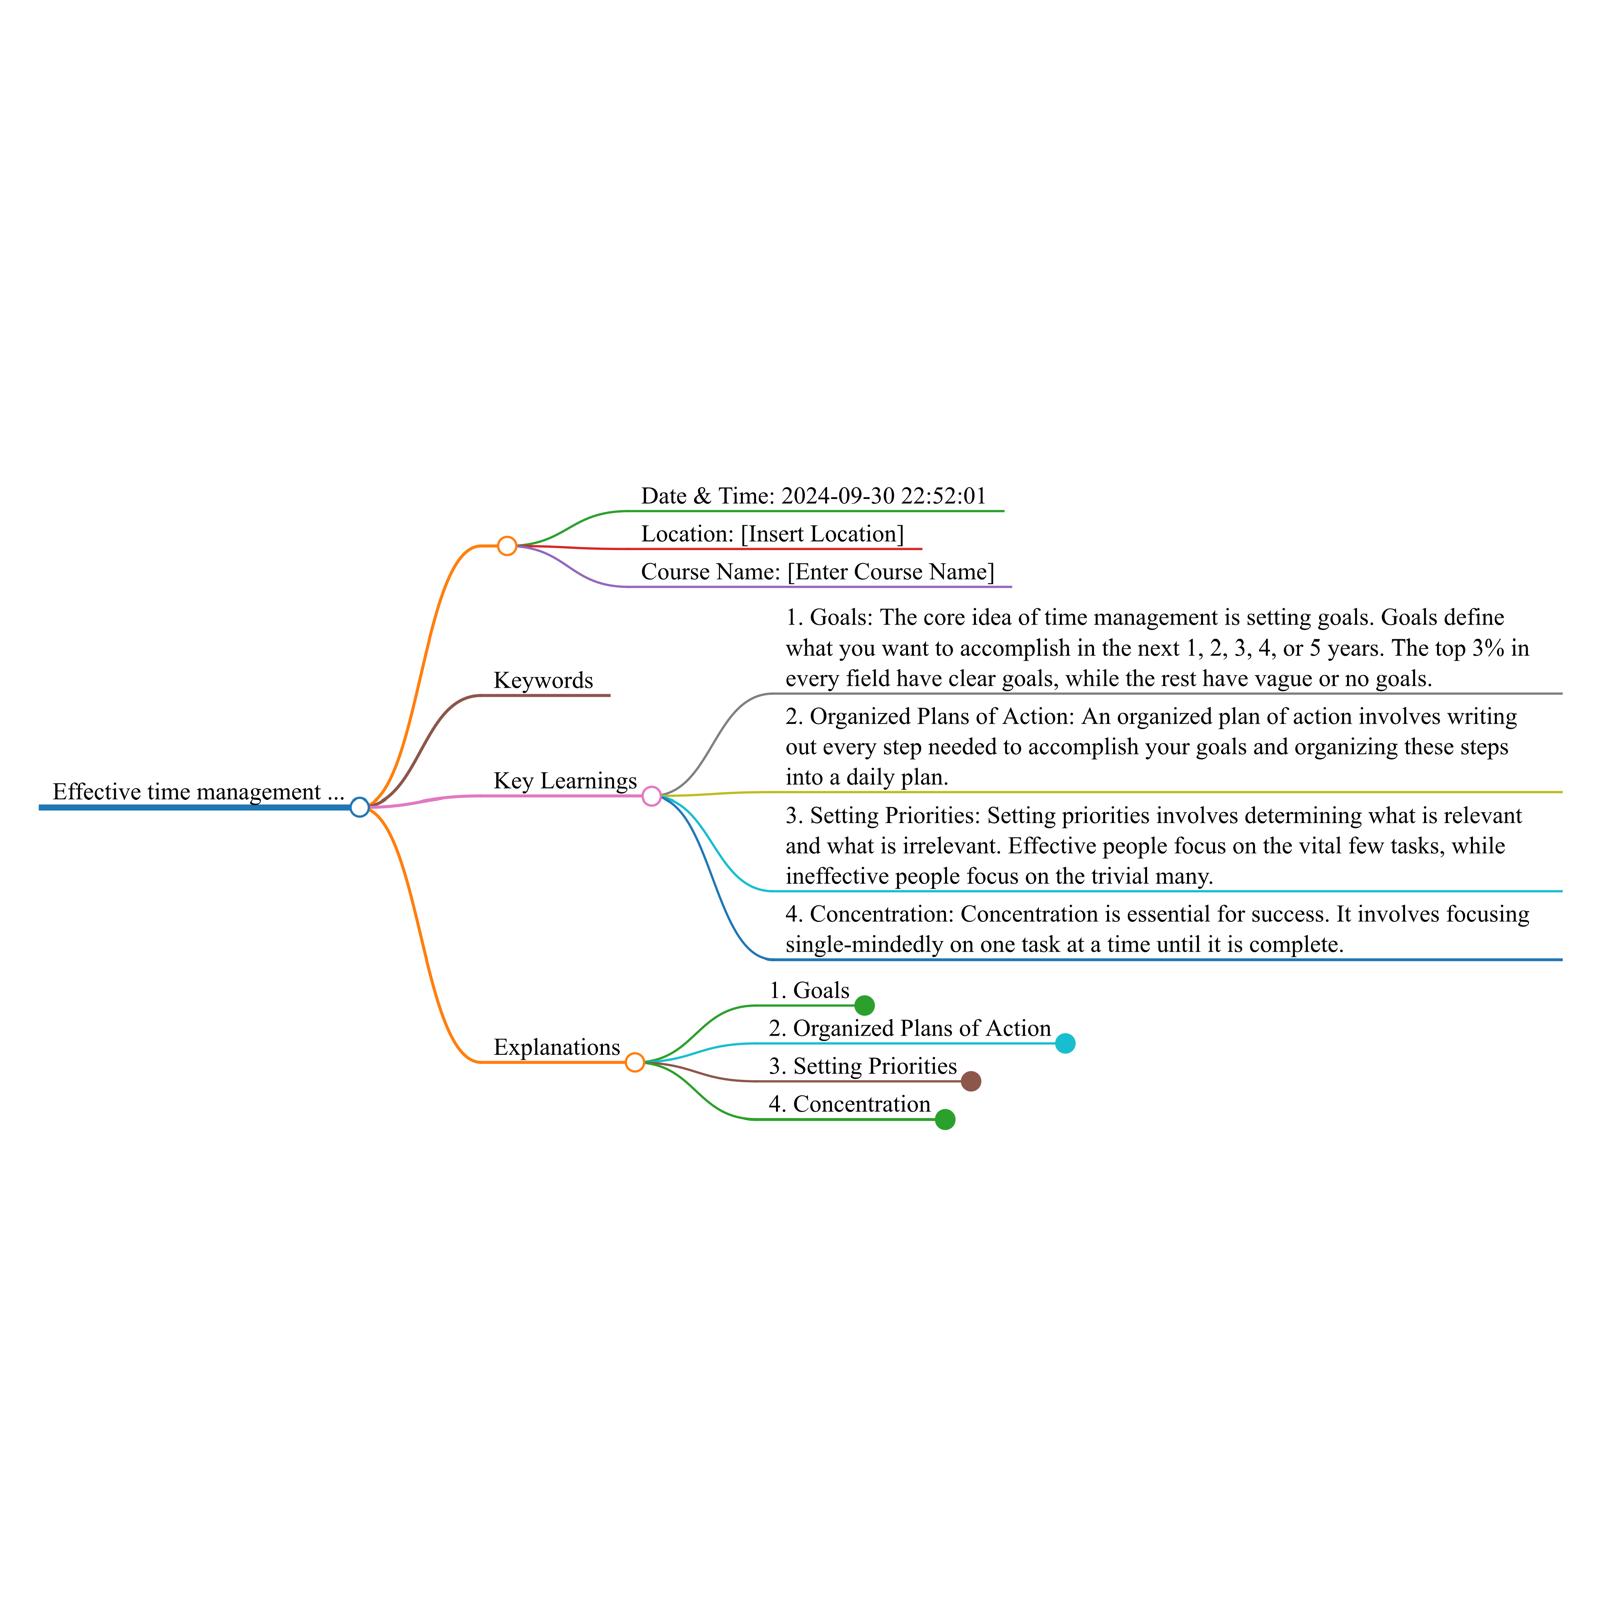 Effective time management ...
Date & Time: 2024-09-30 22:52:01
Location: [Insert Location]
Course Name: [Enter Course Name]
Keywords
Key Learnings
1. Goals: The core idea of time management is setting goals. Goals define
what you want to accomplish in the next 1, 2, 3, 4, or 5 years. The top 3% in
every field have clear goals, while the rest have vague or no goals.
2. Organized Plans of Action: An organized plan of action involves writing
out every step needed to accomplish your goals and organizing these steps
into a daily plan.
3. Setting Priorities: Setting priorities involves determining what is relevant
and what is irrelevant. Effective people focus on the vital few tasks, while
ineffective people focus on the trivial many.
4. Concentration: Concentration is essential for success. It involves focusing
single-mindedly on one task at a time until it is complete.
Explanations
1. Goals
2. Organized Plans of Action
3. Setting Priorities
4. Concentration